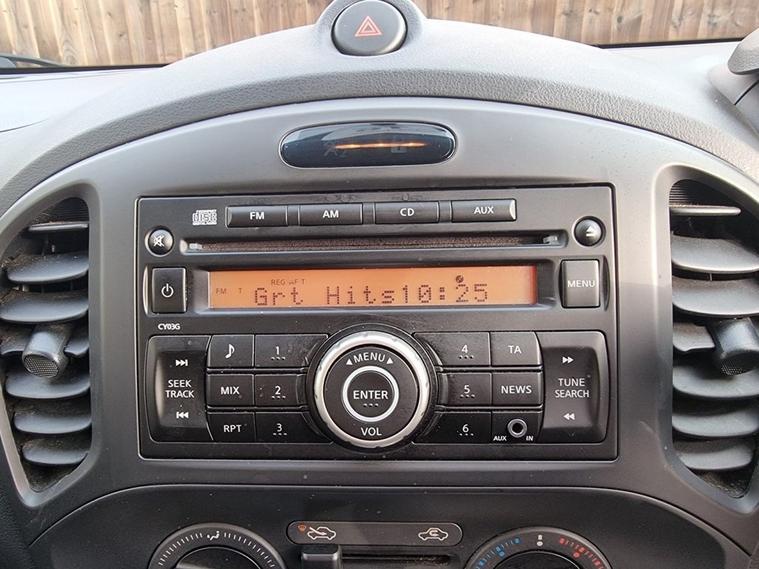 FM AM CD AUX
REG AF T
FM T Grt Hits10:25
MENU
CY03G
SEEK
TRACK
1
MIX 2
RPT 3
MENU
ENTER
VOL
4 TA
5 NEWS
6 AUX IN
TUNE
SEARCH